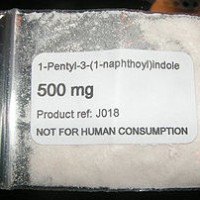 1-Pentyl-3-(1-naphthoyl)indole
500 mg
Product ref: J018
NOT FOR HUMAN CONSUMPTION